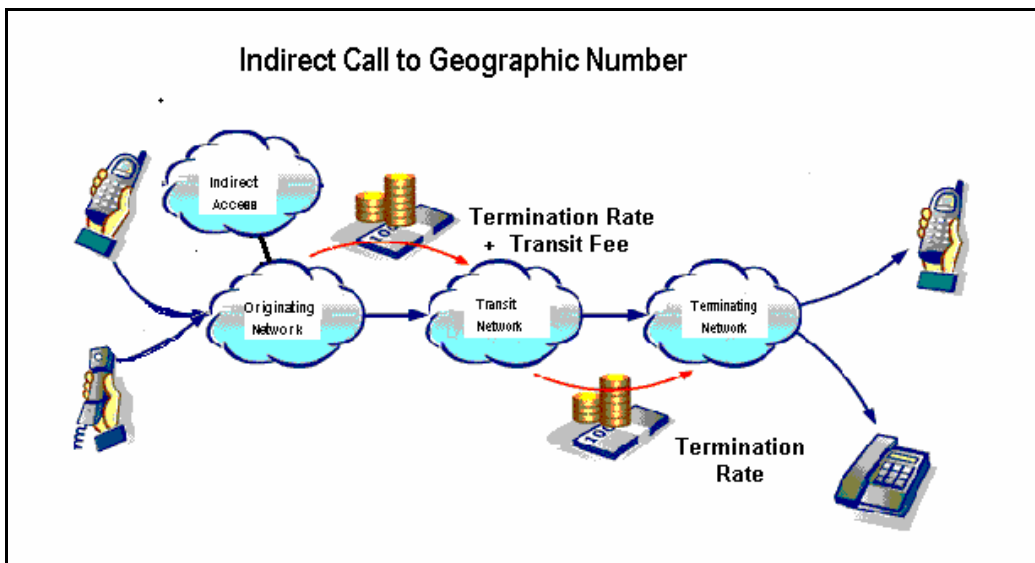 Indirect Call to Geographic Number
Indirect
Access
Termination Rate
+ Transit Fee
Originating
Network
Transit
Network
Terminating
Network
Termination
Rate